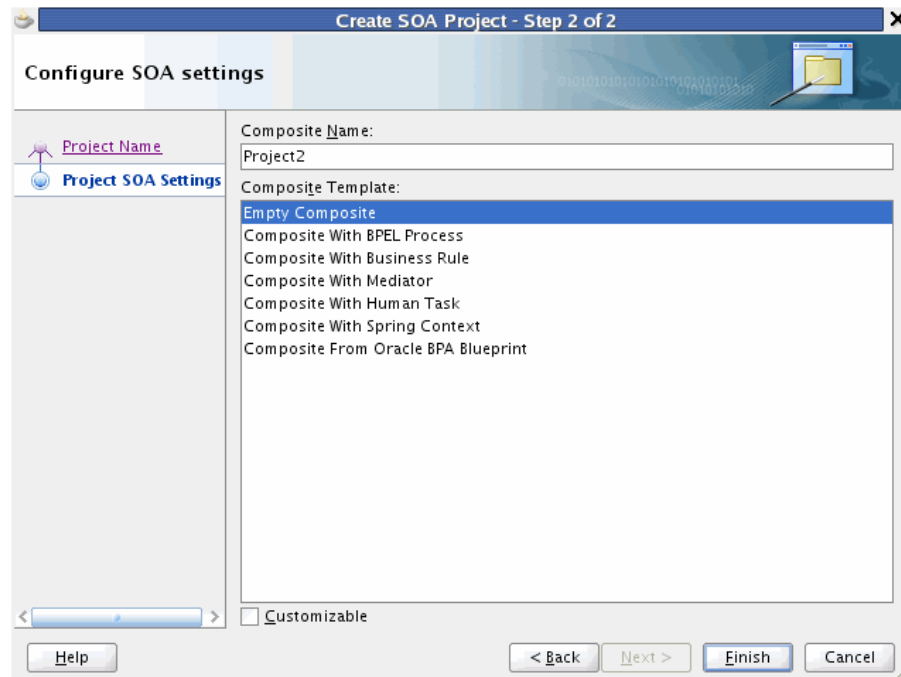 Create SOA Project - Step 2 of 2
Configure SOA settings
Project Name
Project SOA Settings
Composite Name:
Project2
Composite Template:
Empty Composite
Composite With BPEL Process
Composite With Business Rule
Composite With Mediator
Composite With Human Task
Composite With Spring Context
Composite From Oracle BPA Blueprint
Customizable
Help
< Back
Next >
Finish
Cancel